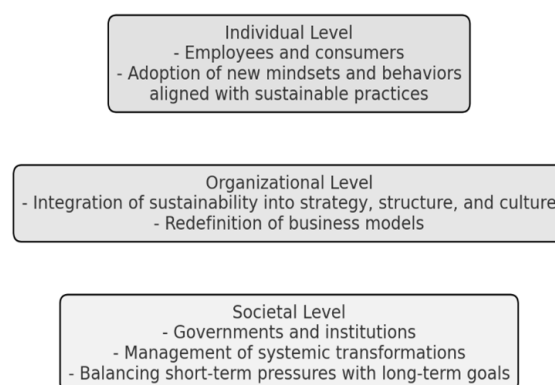 Individual Level
- Employees and consumers
- Adoption of new mindsets and behaviors
aligned with sustainable practices
Organizational Level
- Integration of sustainability into strategy, structure, and culture
- Redefinition of business models
Societal Level
- Governments and institutions
- Management of systemic transformations
- Balancing short-term pressures with long-term goals